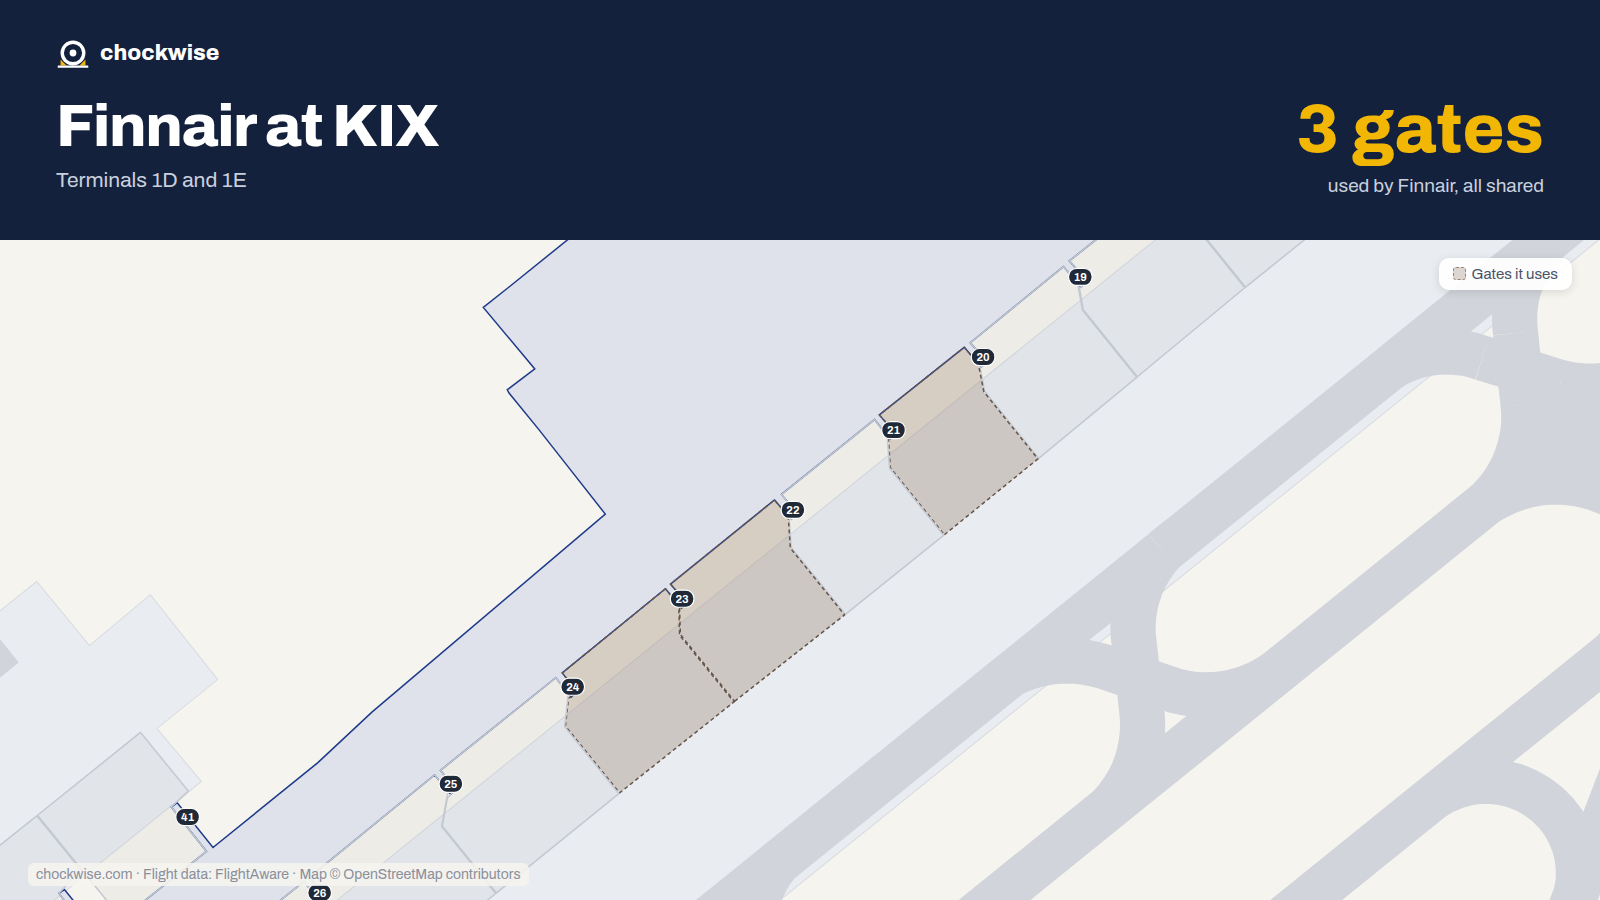 chockwise
Finnair at KIX
Terminals 1D and 1E
3 gates
used by Finnair, all shared
Gates it uses
19
20
21
22
23
24
25
41
26
chockwise.com · Flight data: FlightAware · Map © OpenStreetMap contributors